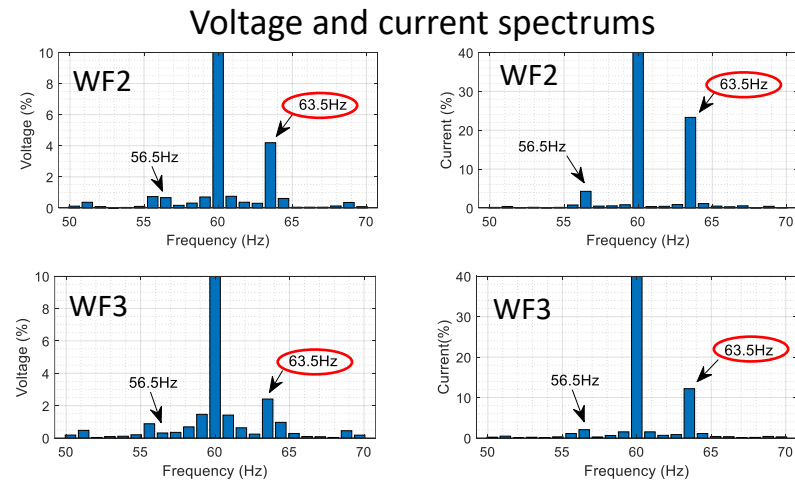 Voltage and current spectrums
WF2
Voltage (%)
10
8
6
4
2
0
63.5Hz
56.5Hz
50
55
60
65
70
Frequency (Hz)
WF2
Current (%)
40
30
20
10
0
63.5Hz
56.5Hz
50
55
60
65
70
Frequency (Hz)
WF3
Voltage (%)
10
8
6
4
2
0
63.5Hz
56.5Hz
50
55
60
65
70
Frequency (Hz)
WF3
Current(%)
40
30
20
10
0
63.5Hz
56.5Hz
50
55
60
65
70
Frequency (Hz)